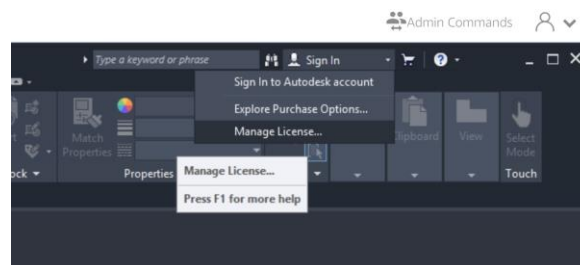 Admin Commands
Type a keyword or phrase
Sign In
Sign In to Autodesk account
Explore Purchase Options...
Manage License...
Match
Properties
Clipboard
View
Select
Mode
Properties
Touch
Manage License...
Press F1 for more help